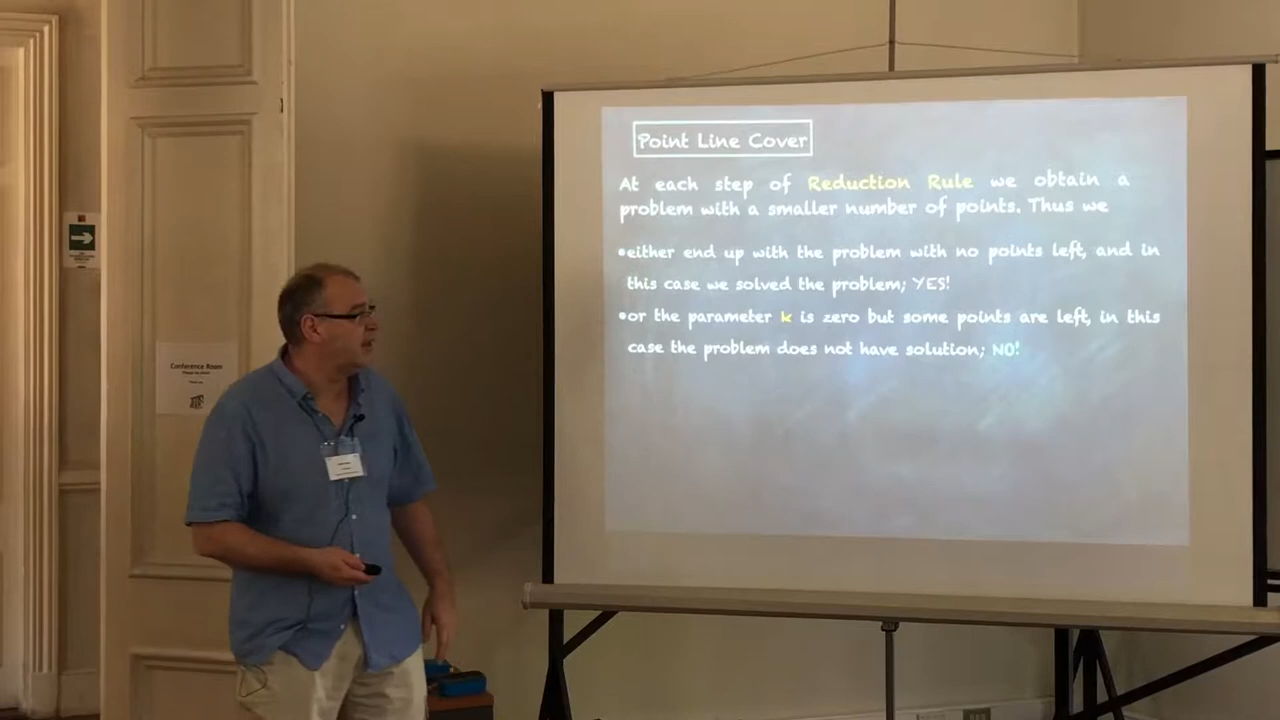 Point Line Cover
At each step of Reduction Rule we obtain a
problem with a smaller number of points. Thus we
•either end up with the problem with no points left, and in
this case we solved the problem; YES!
•or the parameter k is zero but some points are left, in this
case the problem does not have solution; NO!
Conference Room